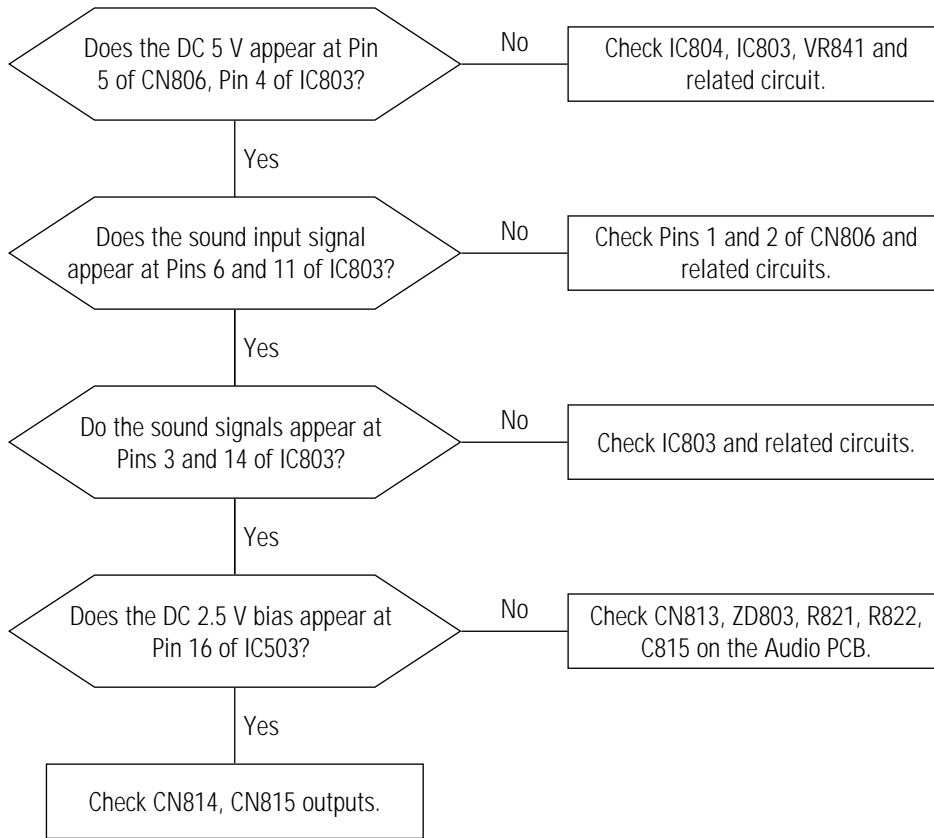 Does the DC 5 V appear at Pin
5 of CN806, Pin 4 of IC803?
No
Check IC804, IC803, VR841 and
related circuit.
Yes
Does the sound input signal
appear at Pins 6 and 11 of IC803?
No
Check Pins 1 and 2 of CN806 and
related circuits.
Yes
Do the sound signals appear at
Pins 3 and 14 of IC803?
No
Check IC803 and related circuits.
Yes
Does the DC 2.5 V bias appear at
Pin 16 of IC503?
No
Check CN813, ZD803, R821, R822,
C815 on the Audio PCB.
Yes
Check CN814, CN815 outputs.